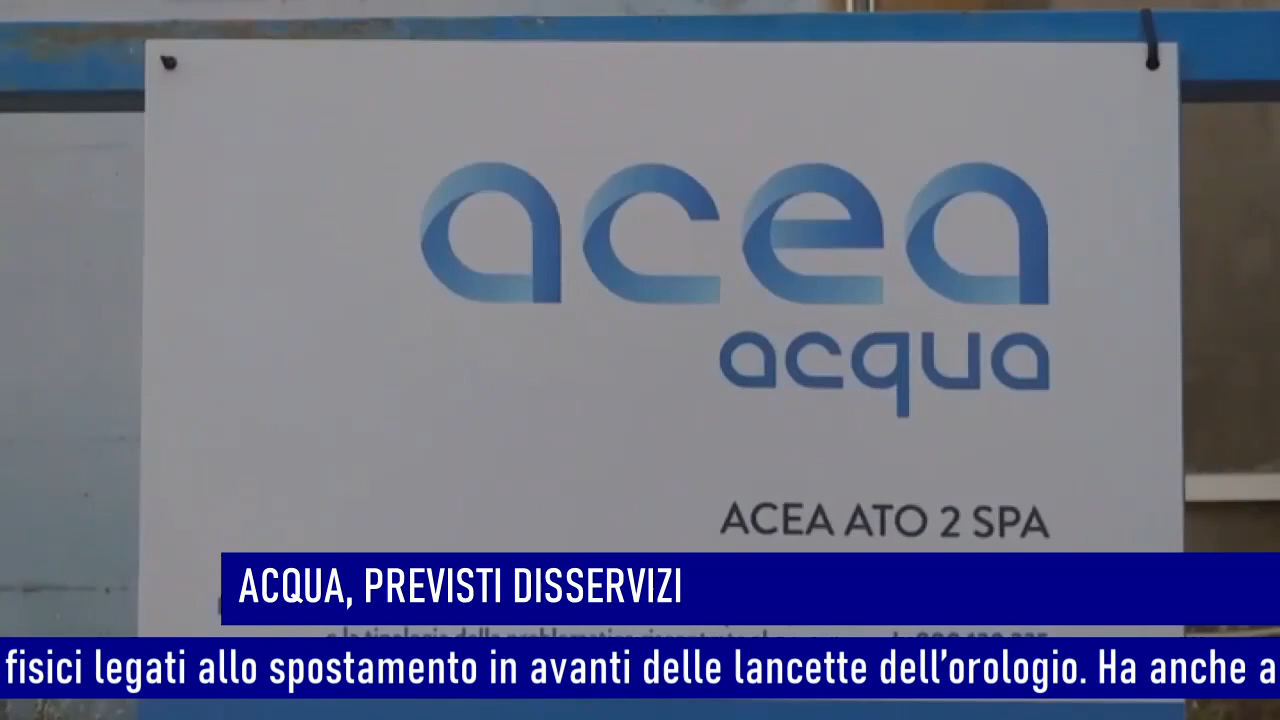 acea
acqua
ACEA ATO 2 SPA
ACQUA, PREVISTI DISSERVIZI
fisici legati allo spostamento in avanti delle lancette dell'orologio. Ha anche a